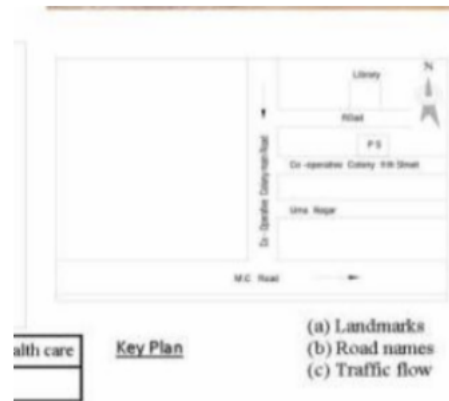 N
Library
Road
P S
Co-Operative Colony main Road
Co-operative Colony 11th Street
Uma Nagar
M.C Road
alth care
Key Plan
(a) Landmarks
(b) Road names
(c) Traffic flow